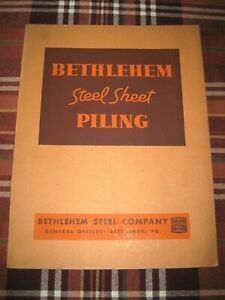 BETHLEHEM
Steel Sheet
PILING
BETHLEHEM STEEL COMPANY
GENERAL OFFICES: BETHLEHEM, PA.